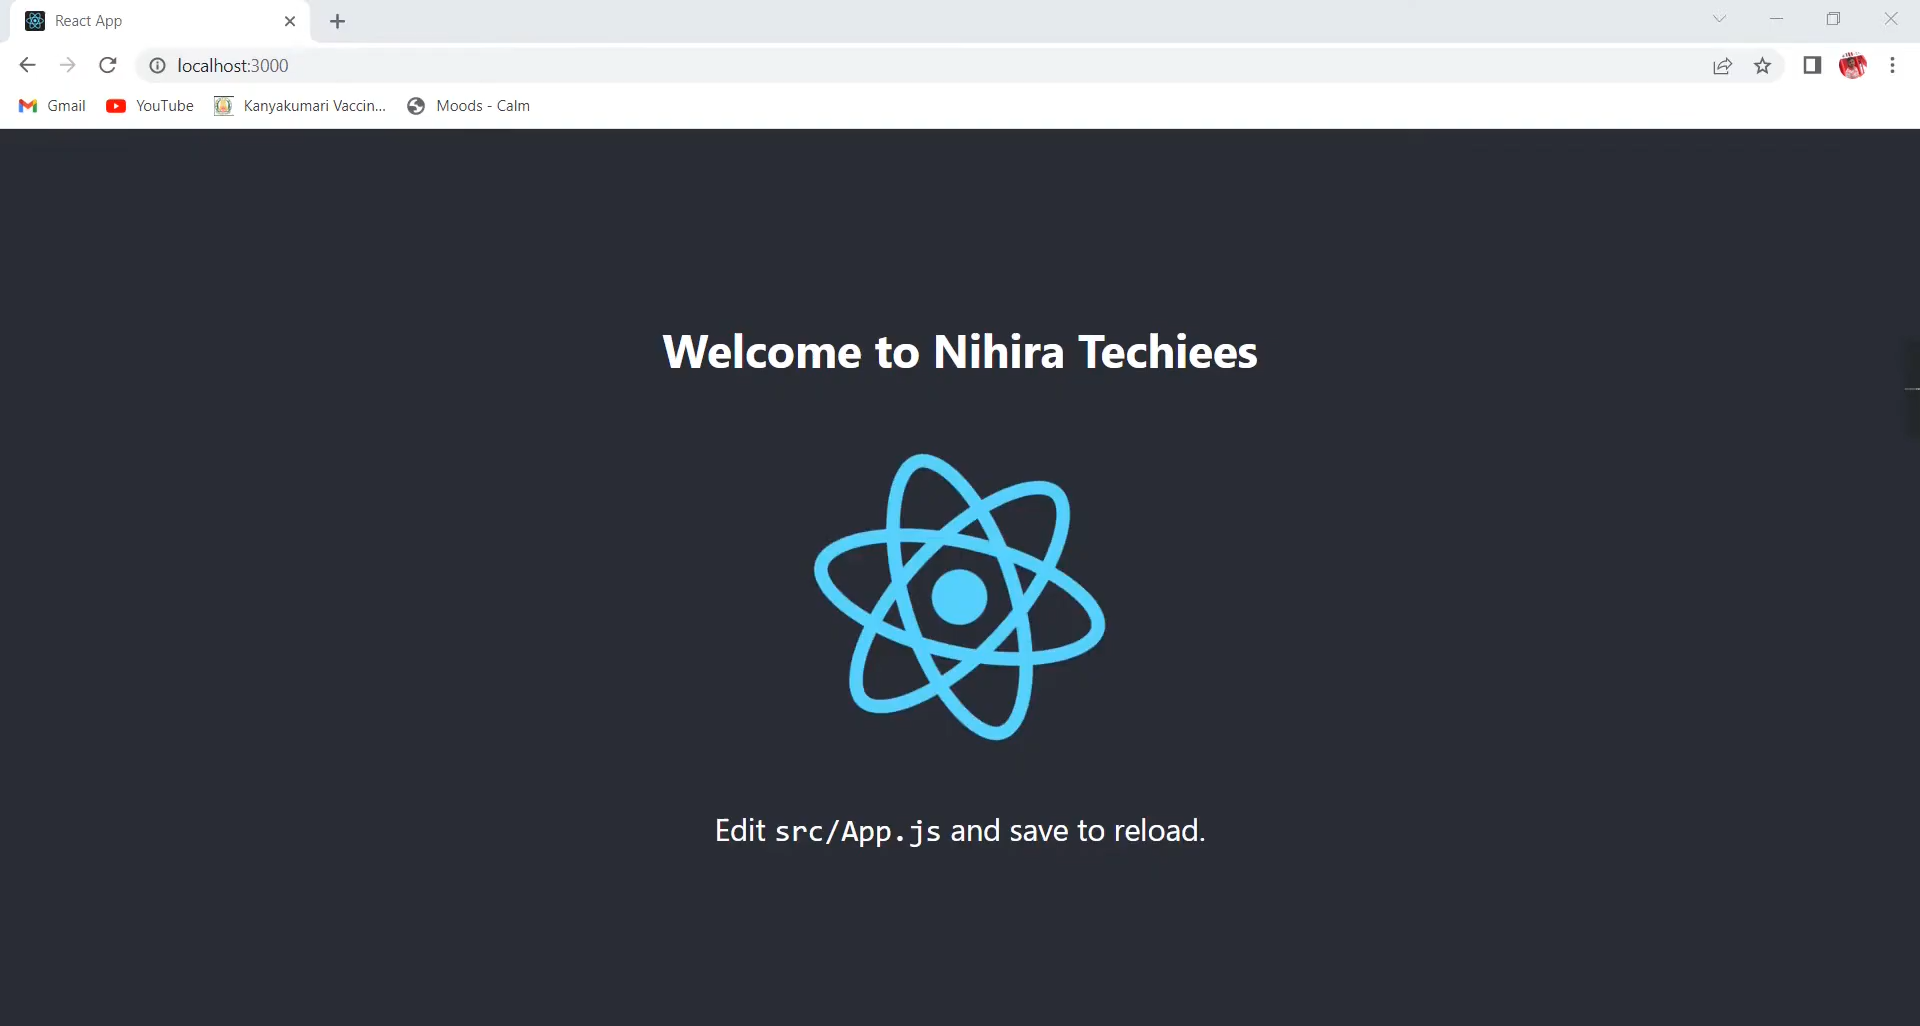 React App
localhost:3000
Gmail YouTube Kanyakumari Vaccin... Moods - Calm
Welcome to Nihira Techiees
Edit src/App.js and save to reload.